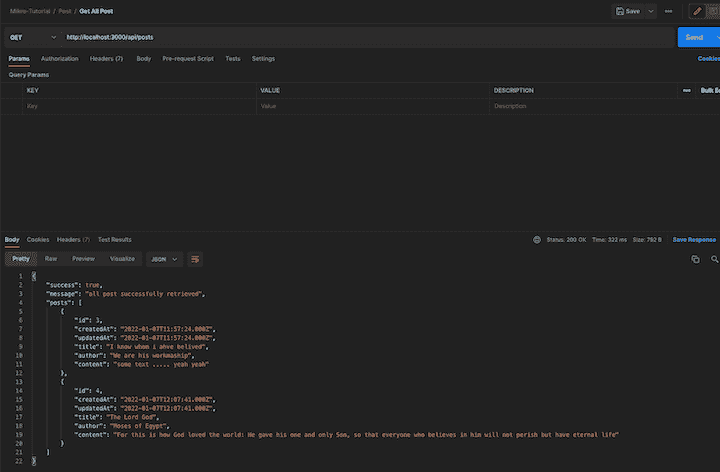 Mikro-Tutorial / Post / Get All Post
Save
GET http://localhost:3000/api/posts Send
Params Authorization Headers (7) Body Pre-request Script Tests Settings Cookies
Query Params
KEY VALUE DESCRIPTION Bulk
Key Value Description
Body Cookies Headers (7) Test Results Status: 200 OK Time: 322 ms Size: 792 B Save Response
Pretty Raw Preview Visualize JSON
1 {
2 "success": true,
3 "message": "all post successfully retrieved",
4 "posts": [
5 {
6 "id": 3,
7 "createdAt": "2022-01-07T11:57:24.000Z",
8 "updatedAt": "2022-01-07T11:57:24.000Z",
9 "title": "I know whom i ahve belived",
10 "author": "We are his workmaship",
11 "content": "some text ..... yeah yeah"
12 },
13 {
14 "id": 4,
15 "createdAt": "2022-01-07T12:07:41.000Z",
16 "updatedAt": "2022-01-07T12:07:41.000Z",
17 "title": "The Lord God",
18 "author": "Moses of Egypt",
19 "content": "For this is how God loved the world: He gave his one and only Son, so that everyone who believes in him will not perish but have eternal life"
20 }
21 ]
22 }